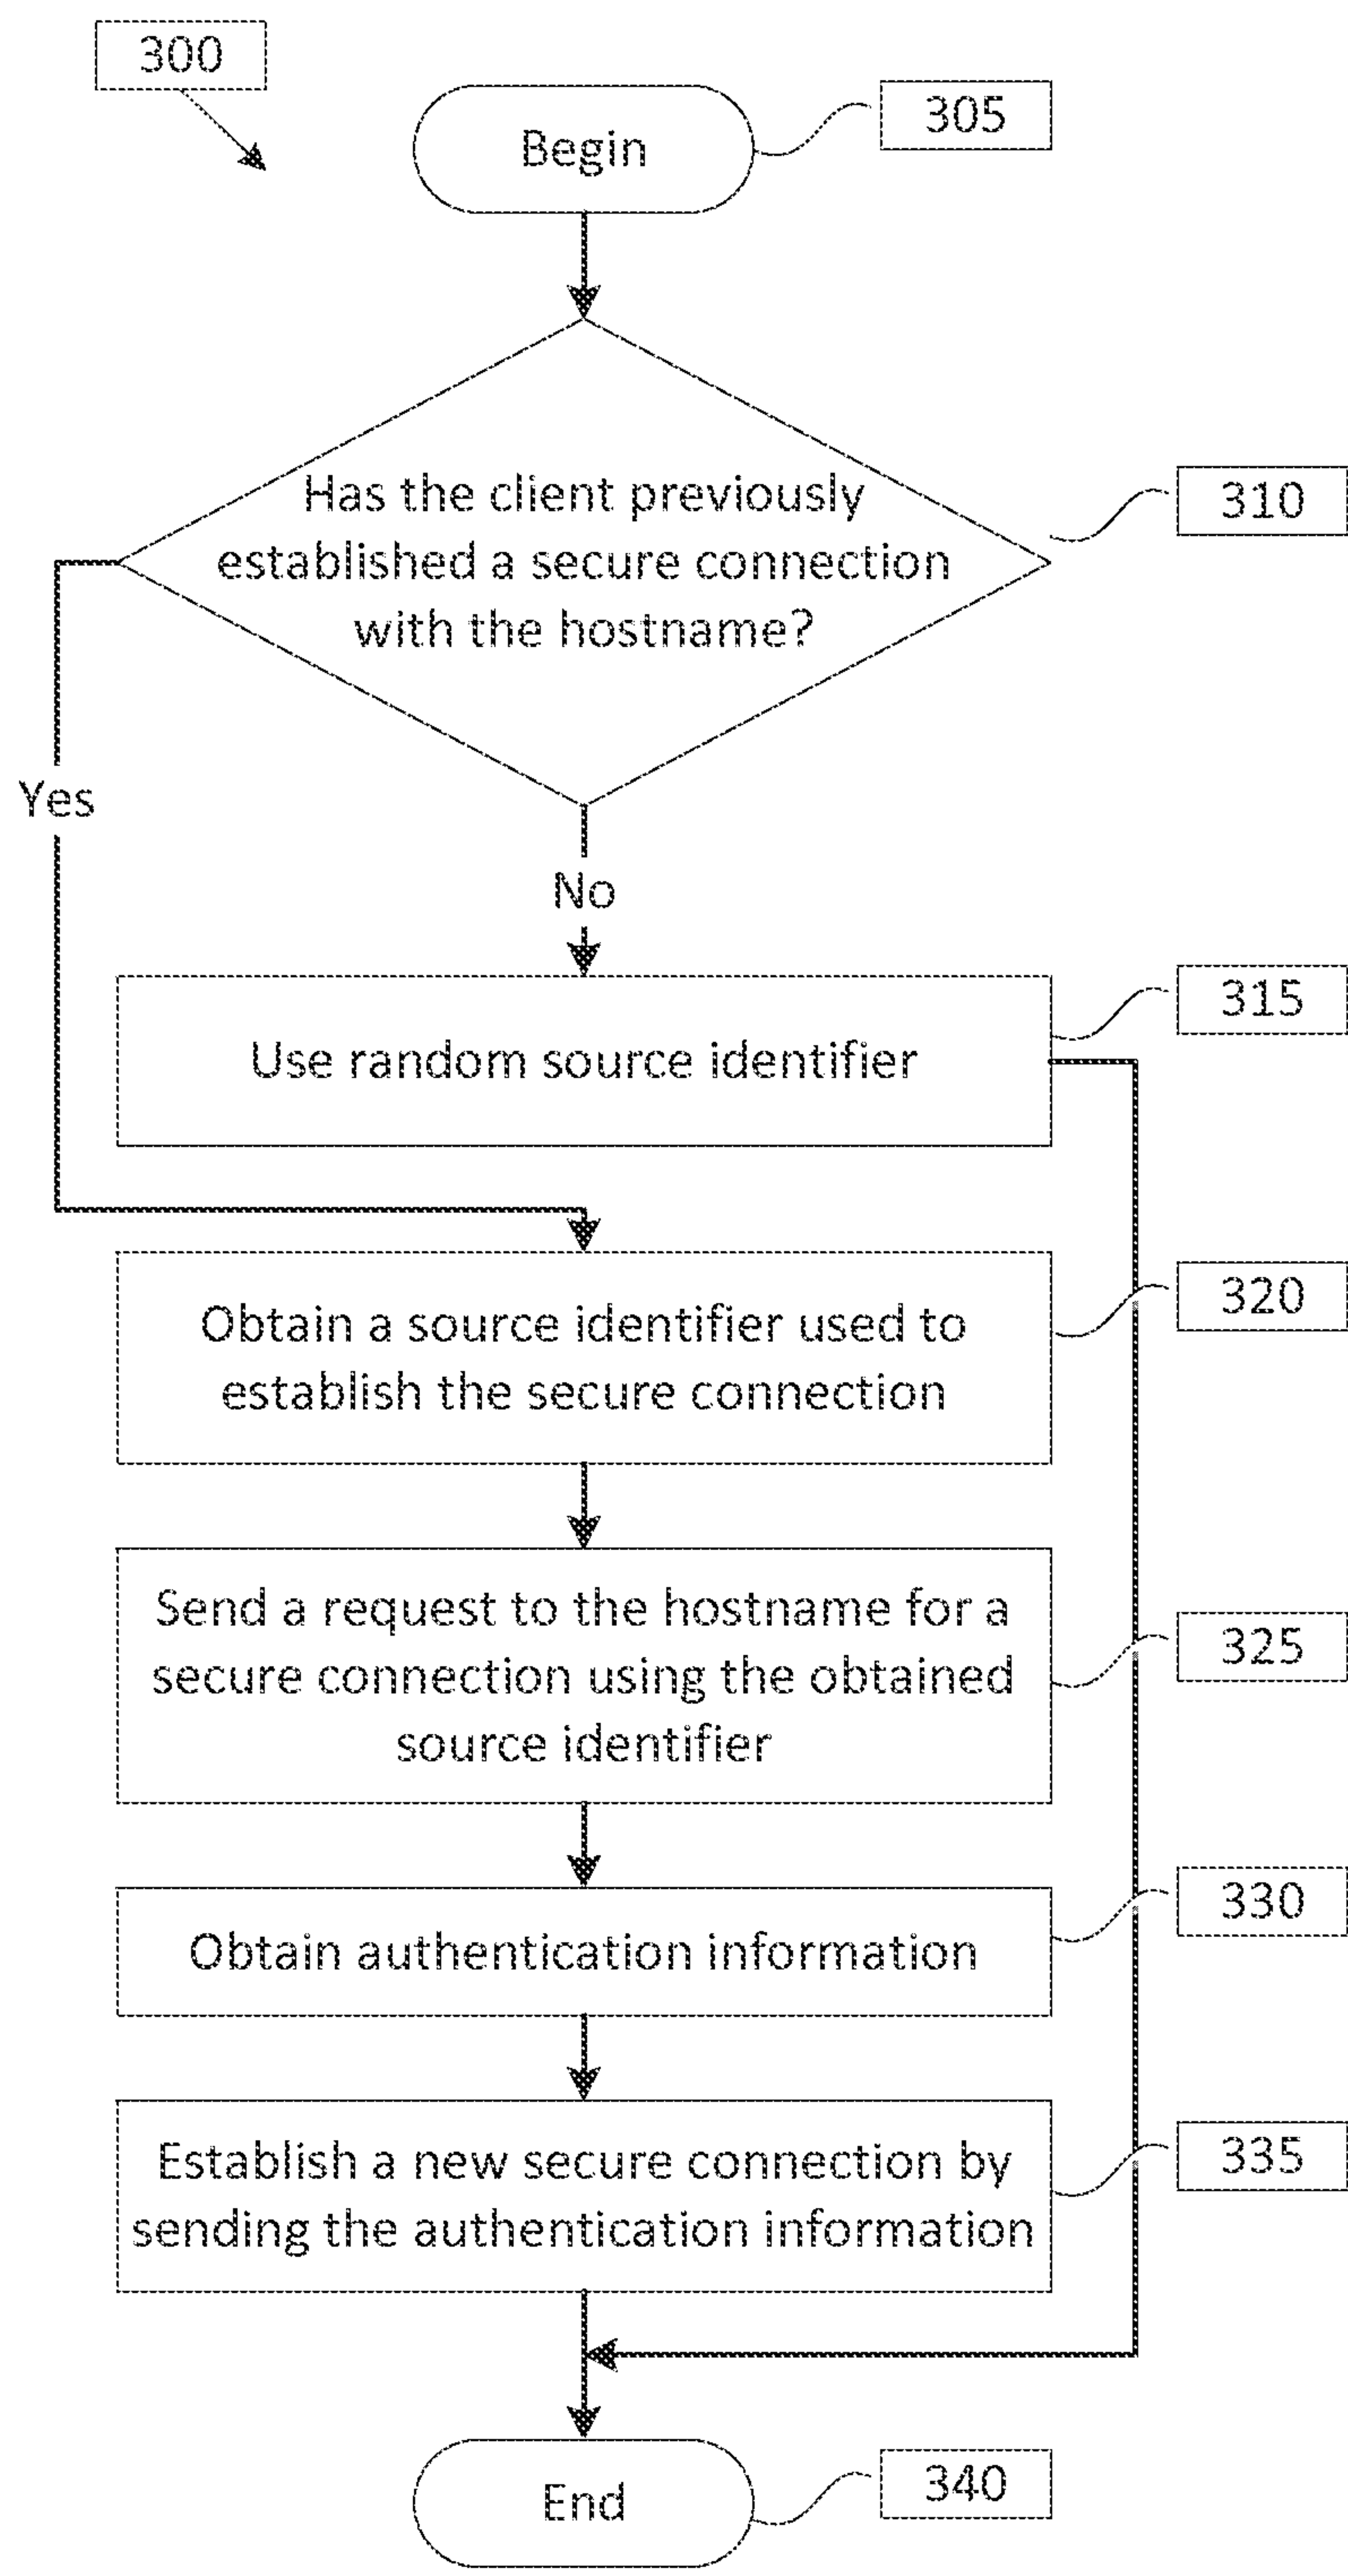 300
Begin
305
Has the client previously
established a secure connection
with the hostname?
310
Yes
No
Use random source identifier
315
Obtain a source identifier used to
establish the secure connection
320
Send a request to the hostname for a
secure connection using the obtained
source identifier
325
Obtain authentication information
330
Establish a new secure connection by
sending the authentication information
335
End
340